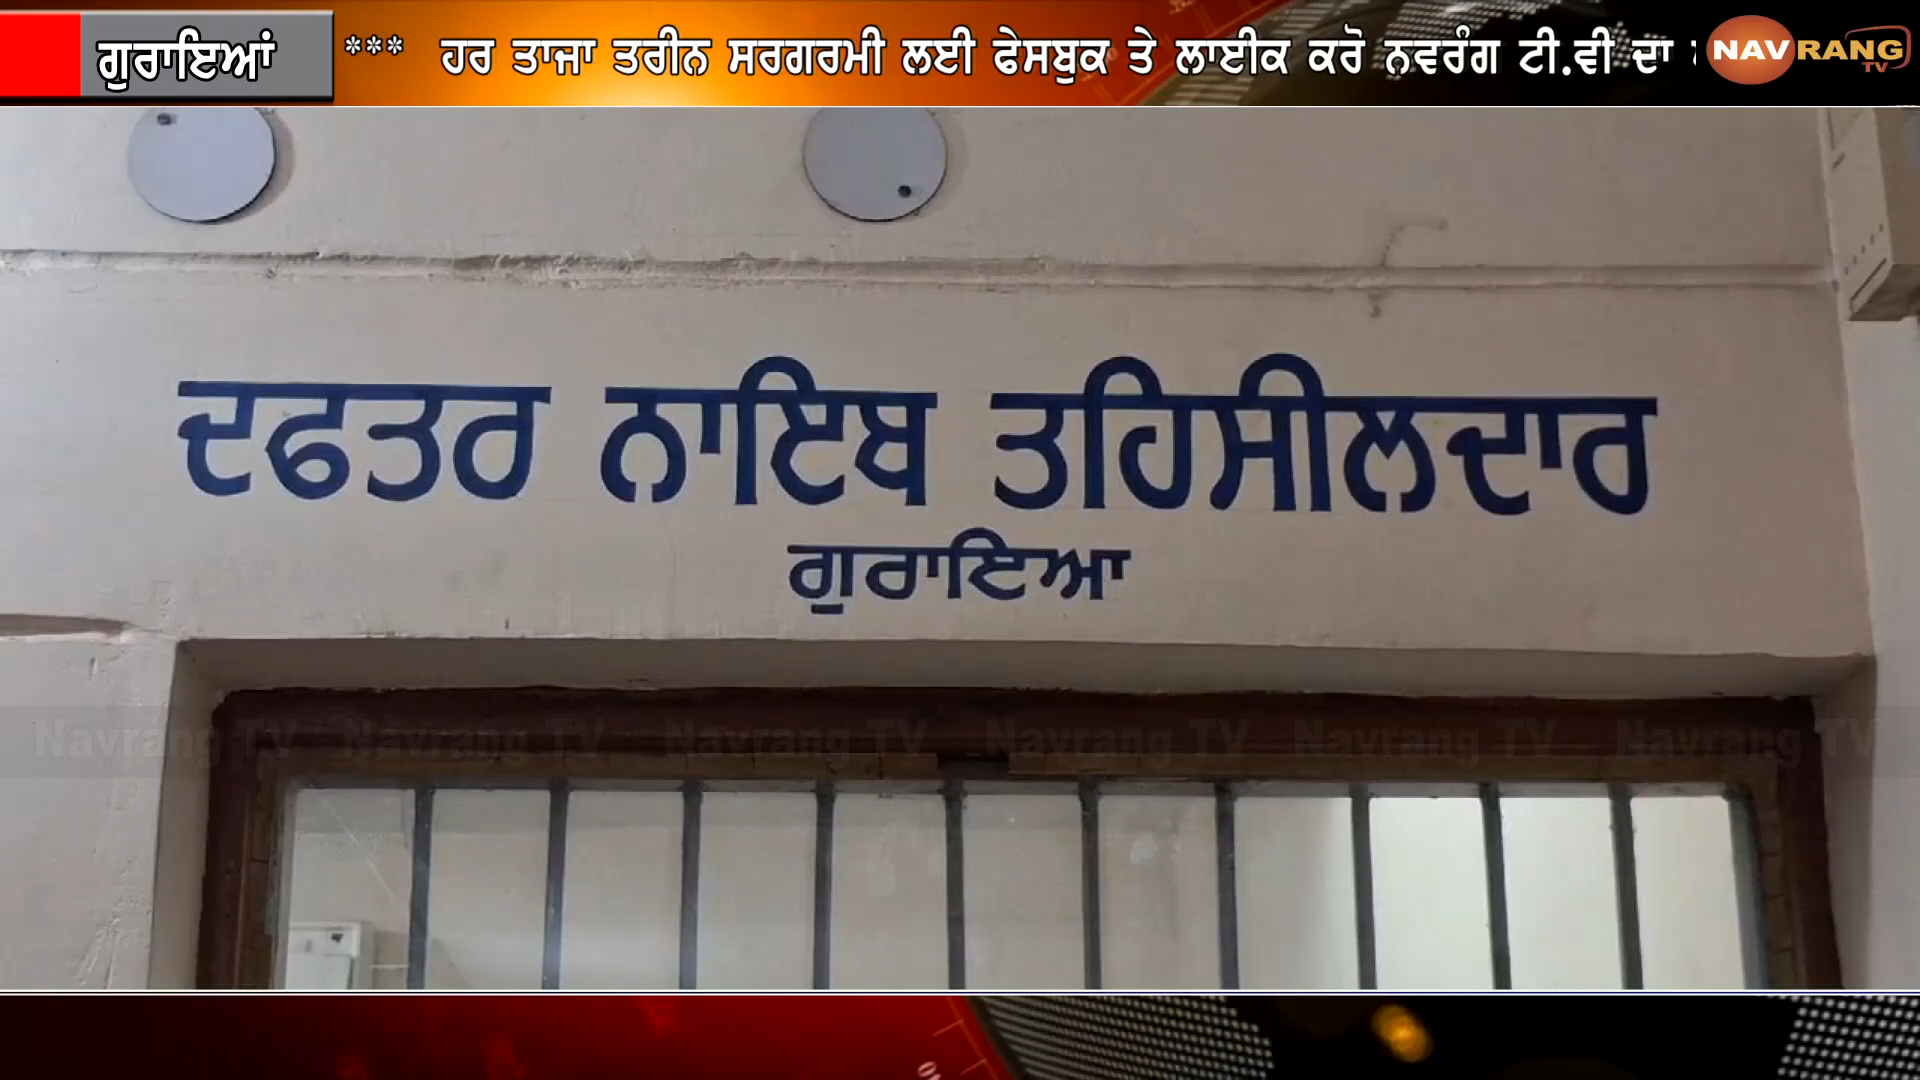 ਗੁਰਾਇਆਂ
*** ਹਰ ਤਾਜਾ ਤਰੀਨ ਸਰਗਰਮੀ ਲਈ ਫੇਸਬੁਕ ਤੇ ਲਾਈਕ ਕਰੋ ਨਵਰੰਗ ਟੀ.ਵੀ ਦਾ
NAVRANG
TV
ਦਫਤਰ ਨਾਇਬ ਤਹਿਸੀਲਦਾਰ
ਗੁਰਾਇਆ
Navrang TV Navrang TV Navrang TV Navrang TV Navrang TV Navrang TV